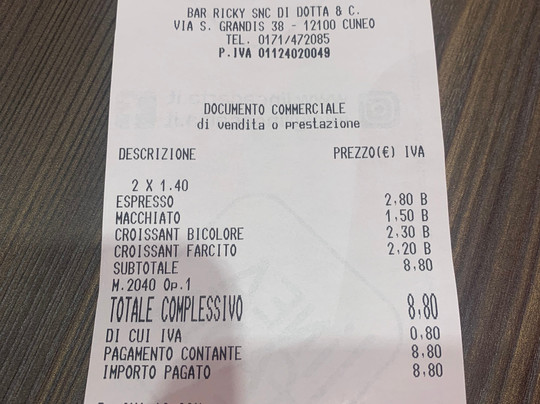 BAR RICKY SNC DI DOTTA & C.
VIA S. GRANDIS 38 - 12100 CUNEO
TEL. 0171/472085
P.IVA 01124020049
DOCUMENTO COMMERCIALE
di vendita o prestazione
DESCRIZIONE PREZZO(€) IVA
2 X 1.40
ESPRESSO 2,80 B
MACCHIATO 1,50 B
CROISSANT BICOLORE 2,30 B
CROISSANT FARCITO 2,20 B
SUBTOTALE 8,80
M.2040 Op.1
TOTALE COMPLESSIVO 8,80
DI CUI IVA 0,80
PAGAMENTO CONTANTE 8,80
IMPORTO PAGATO 8,80